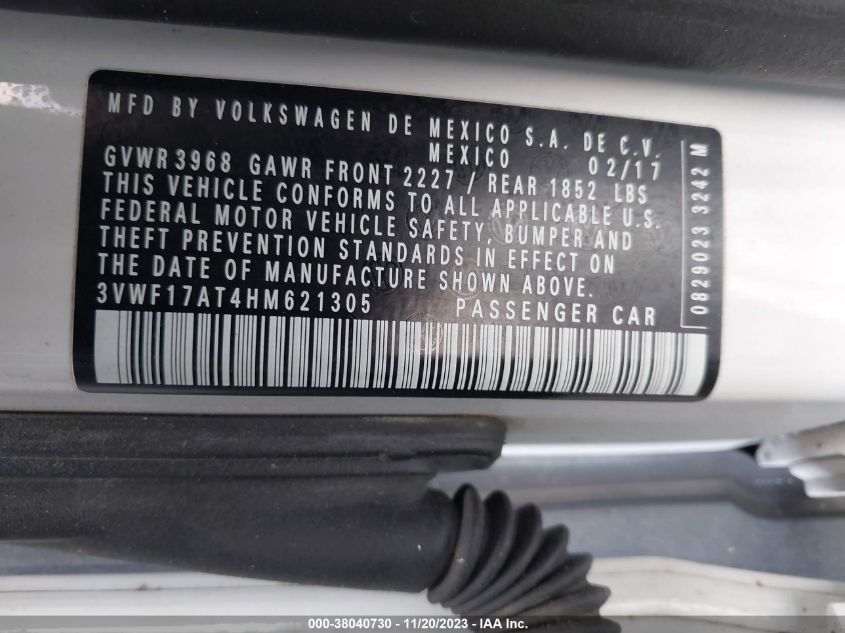 MFD BY VOLKSWAGEN DE MEXICO S.A. DE C.V.
MEXICO 02/17
GVWR 3968 GAWR FRONT 2227 / REAR 1852 LBS
THIS VEHICLE CONFORMS TO ALL APPLICABLE U.S.
FEDERAL MOTOR VEHICLE SAFETY, BUMPER AND
THEFT PREVENTION STANDARDS IN EFFECT ON
THE DATE OF MANUFACTURE SHOWN ABOVE.
3VWF17AT4HM621305 PASSENGER CAR
0829023 3242 M
000-38040730 - 11/20/2023 - IAA Inc.